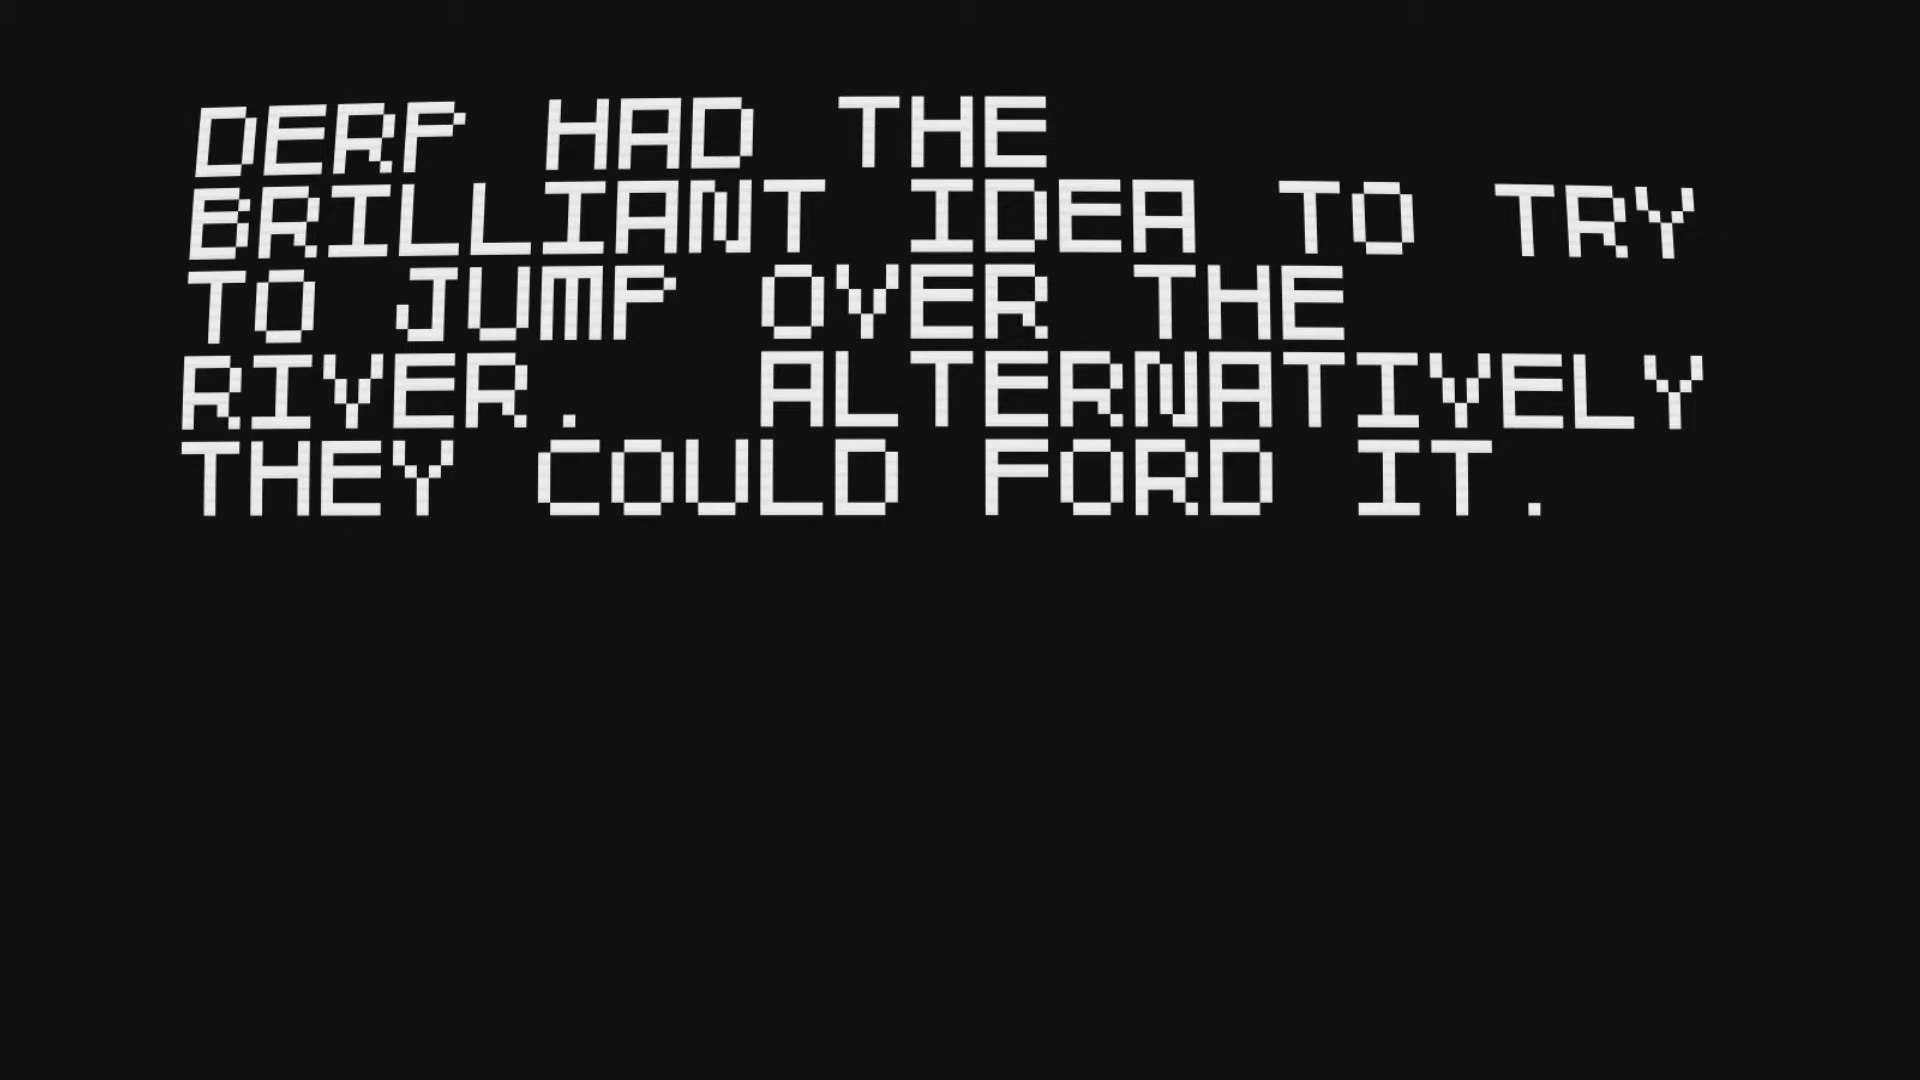 DERP HAD THE
BRILLIANT IDEA TO TRY
TO JUMP OVER THE
RIVER.  ALTERNATIVELY
THEY COULD FORD IT.